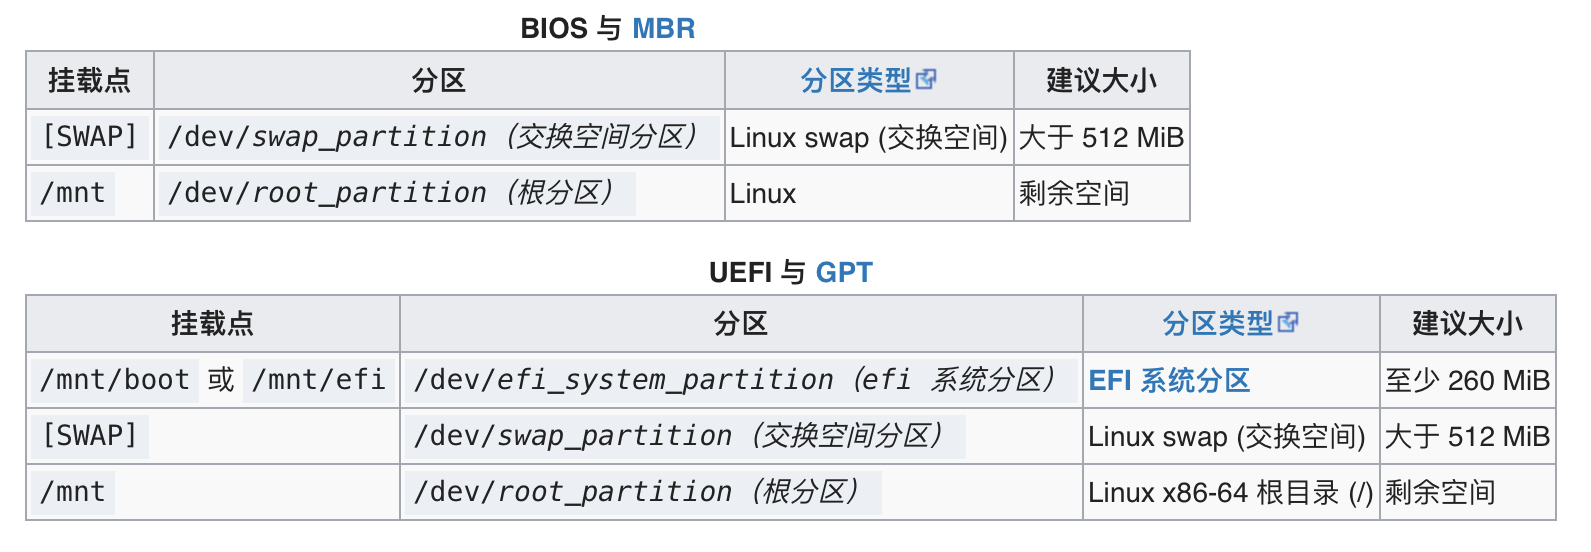 BIOS 与 MBR
挂载点 分区 分区类型 建议大小
[SWAP] /dev/swap_partition（交换空间分区） Linux swap (交换空间) 大于 512 MiB
/mnt /dev/root_partition（根分区） Linux 剩余空间
UEFI 与 GPT
挂载点 分区 分区类型 建议大小
/mnt/boot 或 /mnt/efi /dev/efi_system_partition（efi 系统分区） EFI 系统分区 至少 260 MiB
[SWAP] /dev/swap_partition（交换空间分区） Linux swap (交换空间) 大于 512 MiB
/mnt /dev/root_partition（根分区） Linux x86-64 根目录 (/) 剩余空间